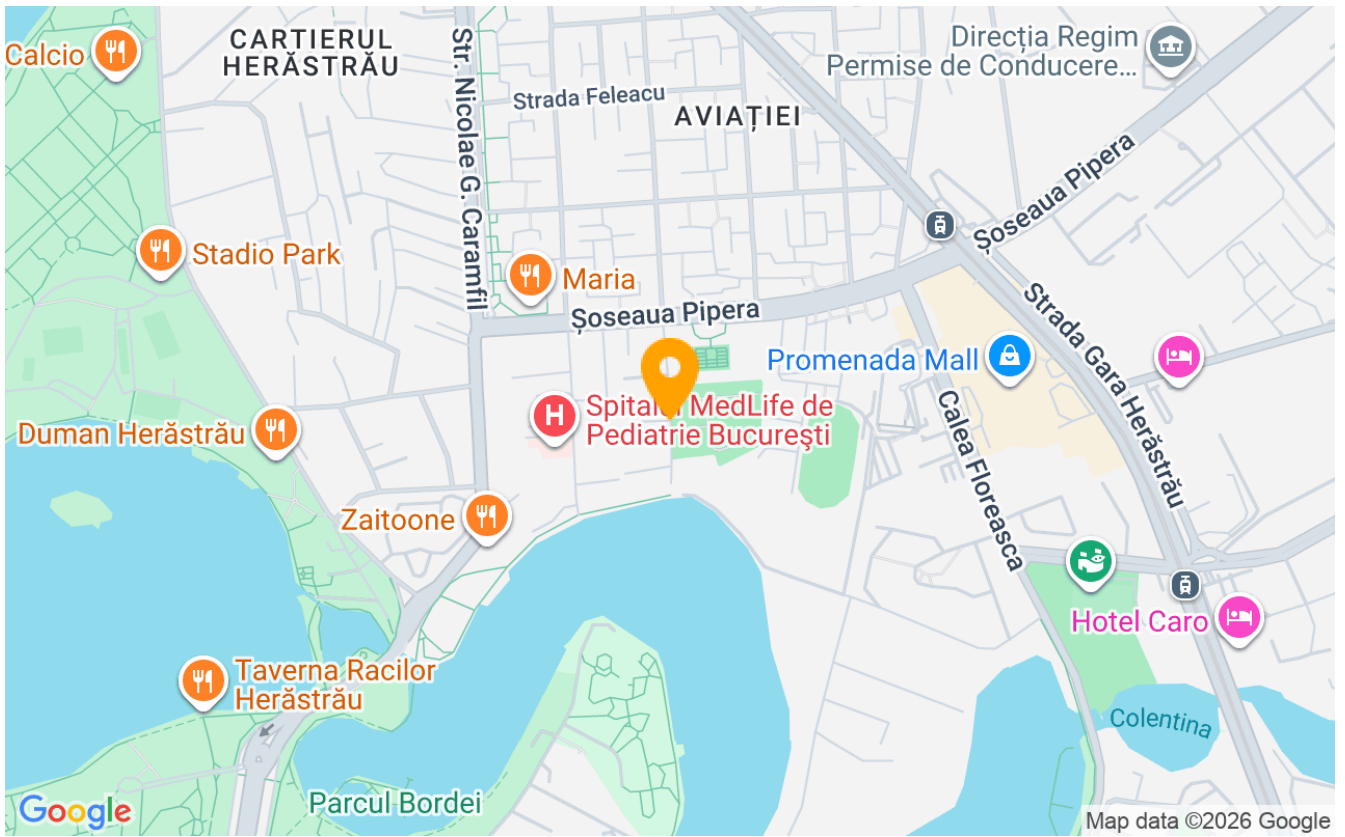 Calcio
CARTIERUL
HERĂSTRĂU
Str. Nicolae G. Caramfil
Strada Feleacu
AVIAȚIEI
Direcția Regim
Permise de Conducere...
Șoseaua Pipera
Stadio Park
Maria
Șoseaua Pipera
Strada Gara Herăstrău
Promenada Mall
H
Spitalul MedLife de
Pediatrie Bucureşti
Calea Floreasca
Duman Herăstrău
Zaitoone
Hotel Caro
Taverna Racilor
Herăstrău
Colentina
Parcul Bordei
Google
Map data ©2026 Google